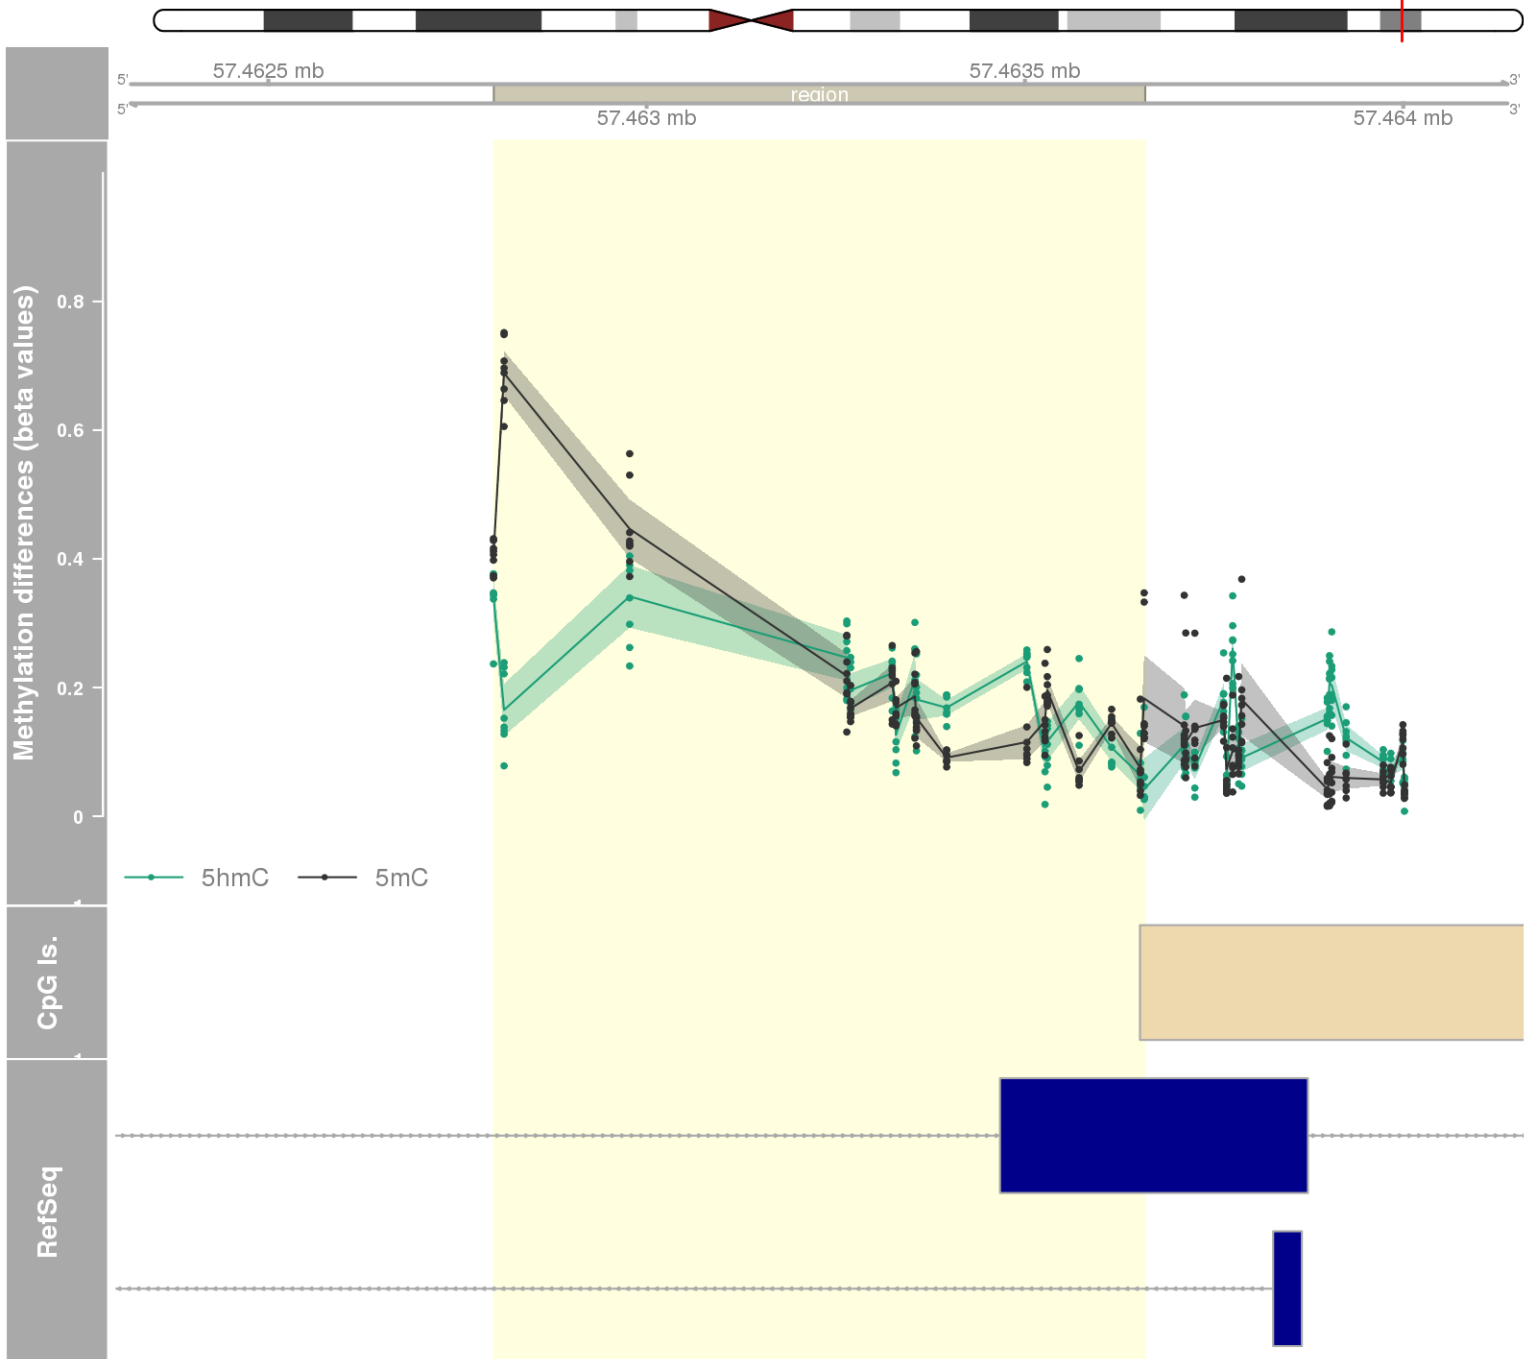 57.4625 mb
57.4635 mb
5'
3'
region
5'
3'
57.463 mb
57.464 mb
Methylation differences (beta values)
0.8
0.6
0.4
0.2
0
5hmC
5mC
CpG Is.
RefSeq